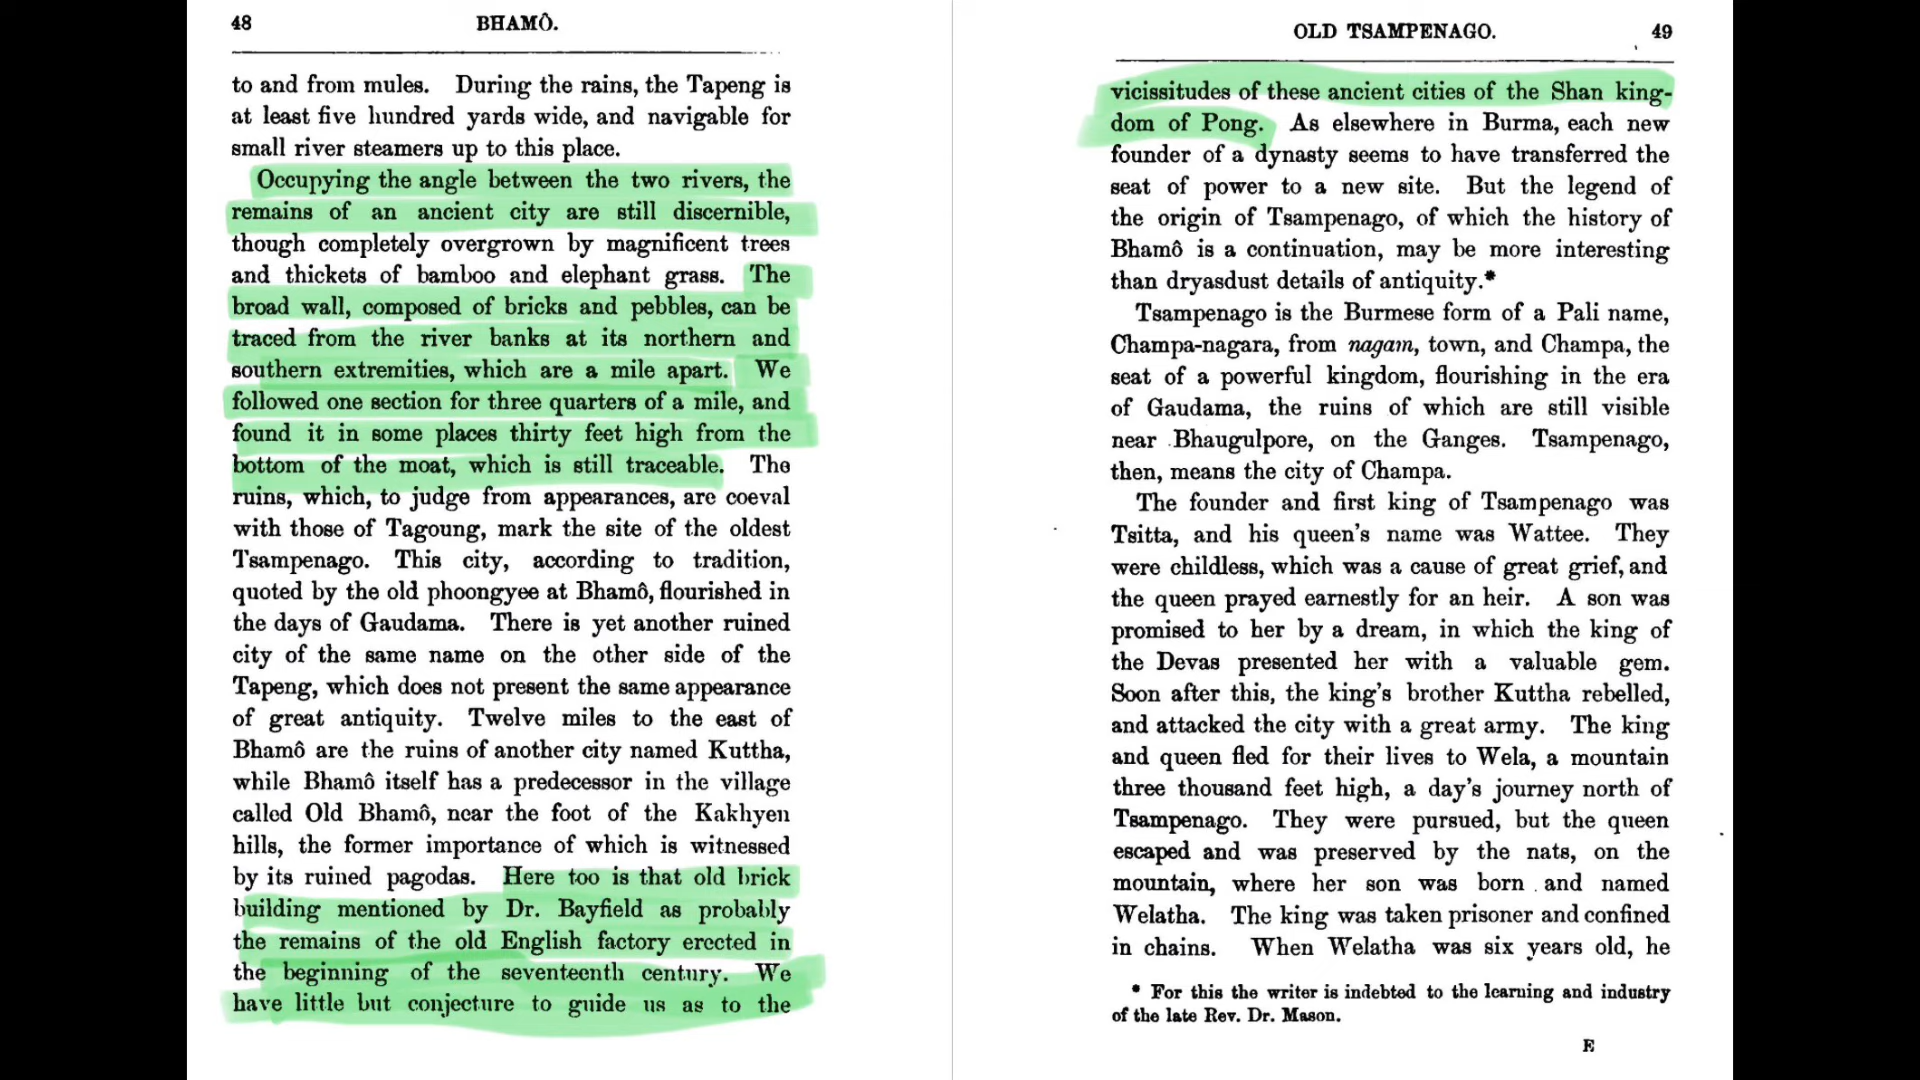 48
BHAMÔ.
to and from mules. During the rains, the Tapeng is
at least five hundred yards wide, and navigable for
small river steamers up to this place.
Occupying the angle between the two rivers, the
remains of an ancient city are still discernible,
though completely overgrown by magnificent trees
and thickets of bamboo and elephant grass. The
broad wall, composed of bricks and pebbles, can be
traced from the river banks at its northern and
southern extremities, which are a mile apart. We
followed one section for three quarters of a mile, and
found it in some places thirty feet high from the
bottom of the moat, which is still traceable. The
ruins, which, to judge from appearances, are coeval
with those of Tagoung, mark the site of the oldest
Tsampenago. This city, according to tradition,
quoted by the old phoongyee at Bhamô, flourished in
the days of Gaudama. There is yet another ruined
city of the same name on the other side of the
Tapeng, which does not present the same appearance
of great antiquity. Twelve miles to the east of
Bhamô are the ruins of another city named Kuttha,
while Bhamô itself has a predecessor in the village
called Old Bhamô, near the foot of the Kakhyen
hills, the former importance of which is witnessed
by its ruined pagodas. Here too is that old brick
building mentioned by Dr. Bayfield as probably
the remains of the old English factory erected in
the beginning of the seventeenth century. We
have little but conjecture to guide us as to the
OLD TSAMPENAGO.
49
vicissitudes of these ancient cities of the Shan king-
dom of Pong. As elsewhere in Burma, each new
founder of a dynasty seems to have transferred the
seat of power to a new site. But the legend of
the origin of Tsampenago, of which the history of
Bhamô is a continuation, may be more interesting
than dryasdust details of antiquity.*
Tsampenago is the Burmese form of a Pali name,
Champa-nagara, from nagam, town, and Champa, the
seat of a powerful kingdom, flourishing in the era
of Gaudama, the ruins of which are still visible
near Bhaugulpore, on the Ganges. Tsampenago,
then, means the city of Champa.
The founder and first king of Tsampenago was
Tsitta, and his queen's name was Wattee. They
were childless, which was a cause of great grief, and
the queen prayed earnestly for an heir. A son was
promised to her by a dream, in which the king of
the Devas presented her with a valuable gem.
Soon after this, the king's brother Kuttha rebelled,
and attacked the city with a great army. The king
and queen fled for their lives to Wela, a mountain
three thousand feet high, a day's journey north of
Tsampenago. They were pursued, but the queen
escaped and was preserved by the nats, on the
mountain, where her son was born and named
Welatha. The king was taken prisoner and confined
in chains. When Welatha was six years old, he
* For this the writer is indebted to the learning and industry
of the late Rev. Dr. Mason.
E